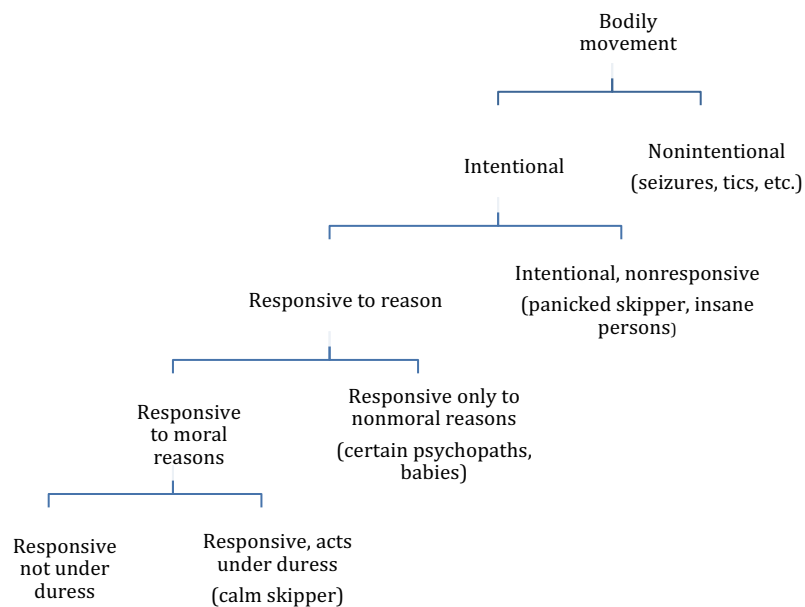 Bodily
movement
Intentional
Nonintentional
(seizures, tics, etc.)
Responsive to reason
Intentional, nonresponsive
(panicked skipper, insane
persons)
Responsive
to moral
reasons
Responsive only to
nonmoral reasons
(certain psychopaths,
babies)
Responsive
not under
duress
Responsive, acts
under duress
(calm skipper)